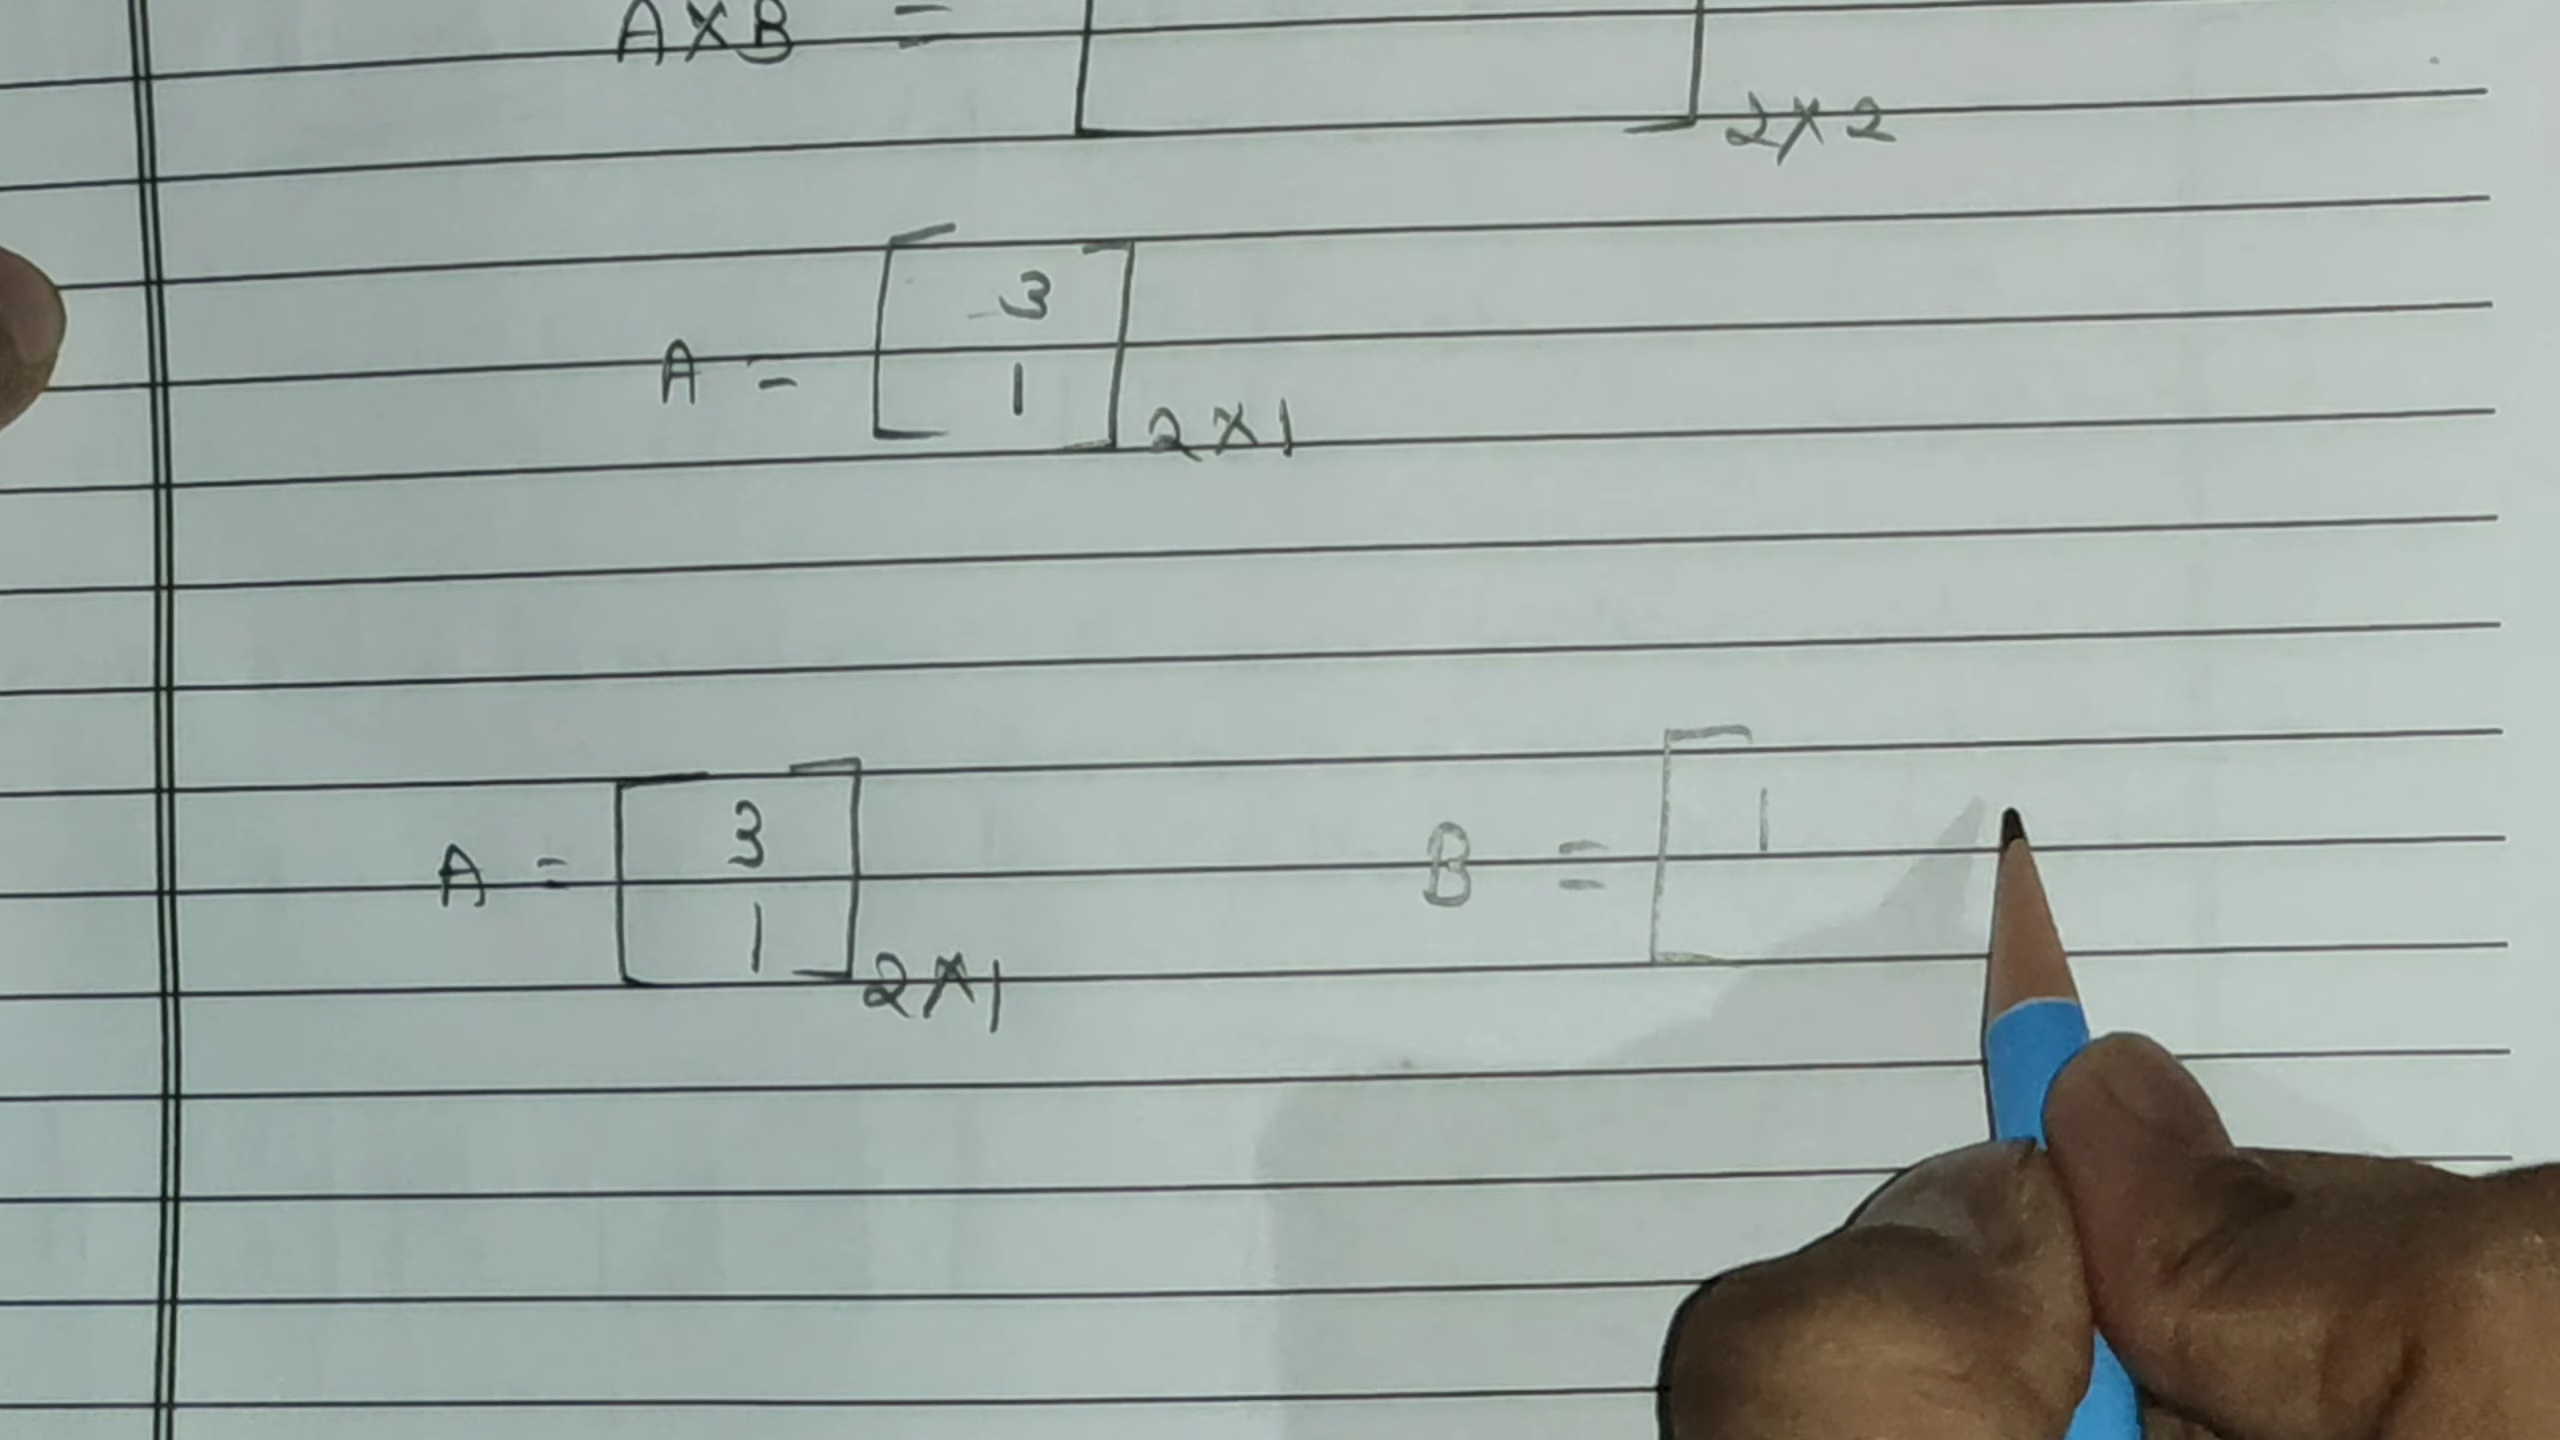 A X B = [ ] 2 X 2
A = [ 3
1 ] 2 X 1
A = [ 3
1 ] 2 X 1 B = [ 1